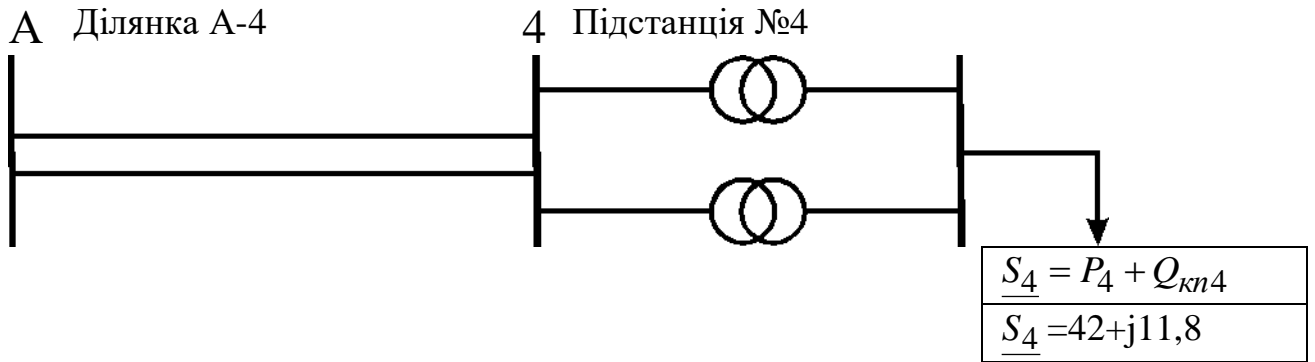 А Ділянка А-4 4 Підстанція №4
S4 = P4 + Qкп4
S4 =42+j11,8